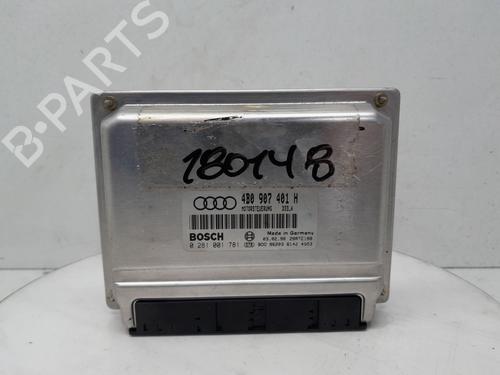 B-PARTS
18014B
4B0 907 401 H
MOTORSTEUERUNG
BOSCH
Made in Germany
0 281 001 781